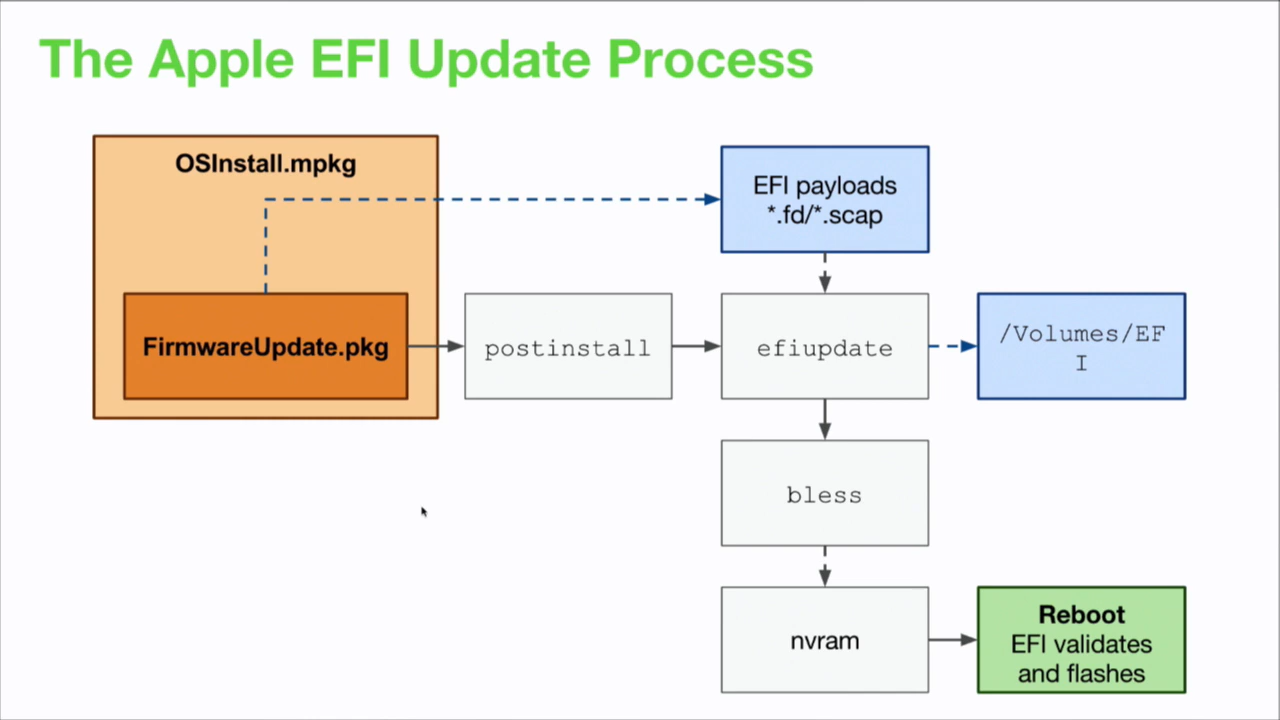 The Apple EFI Update Process
OSInstall.mpkg
EFI payloads
*.fd/*.scap
FirmwareUpdate.pkg
postinstall
efiupdate
/Volumes/EF
I
bless
nvram
Reboot
EFI validates
and flashes